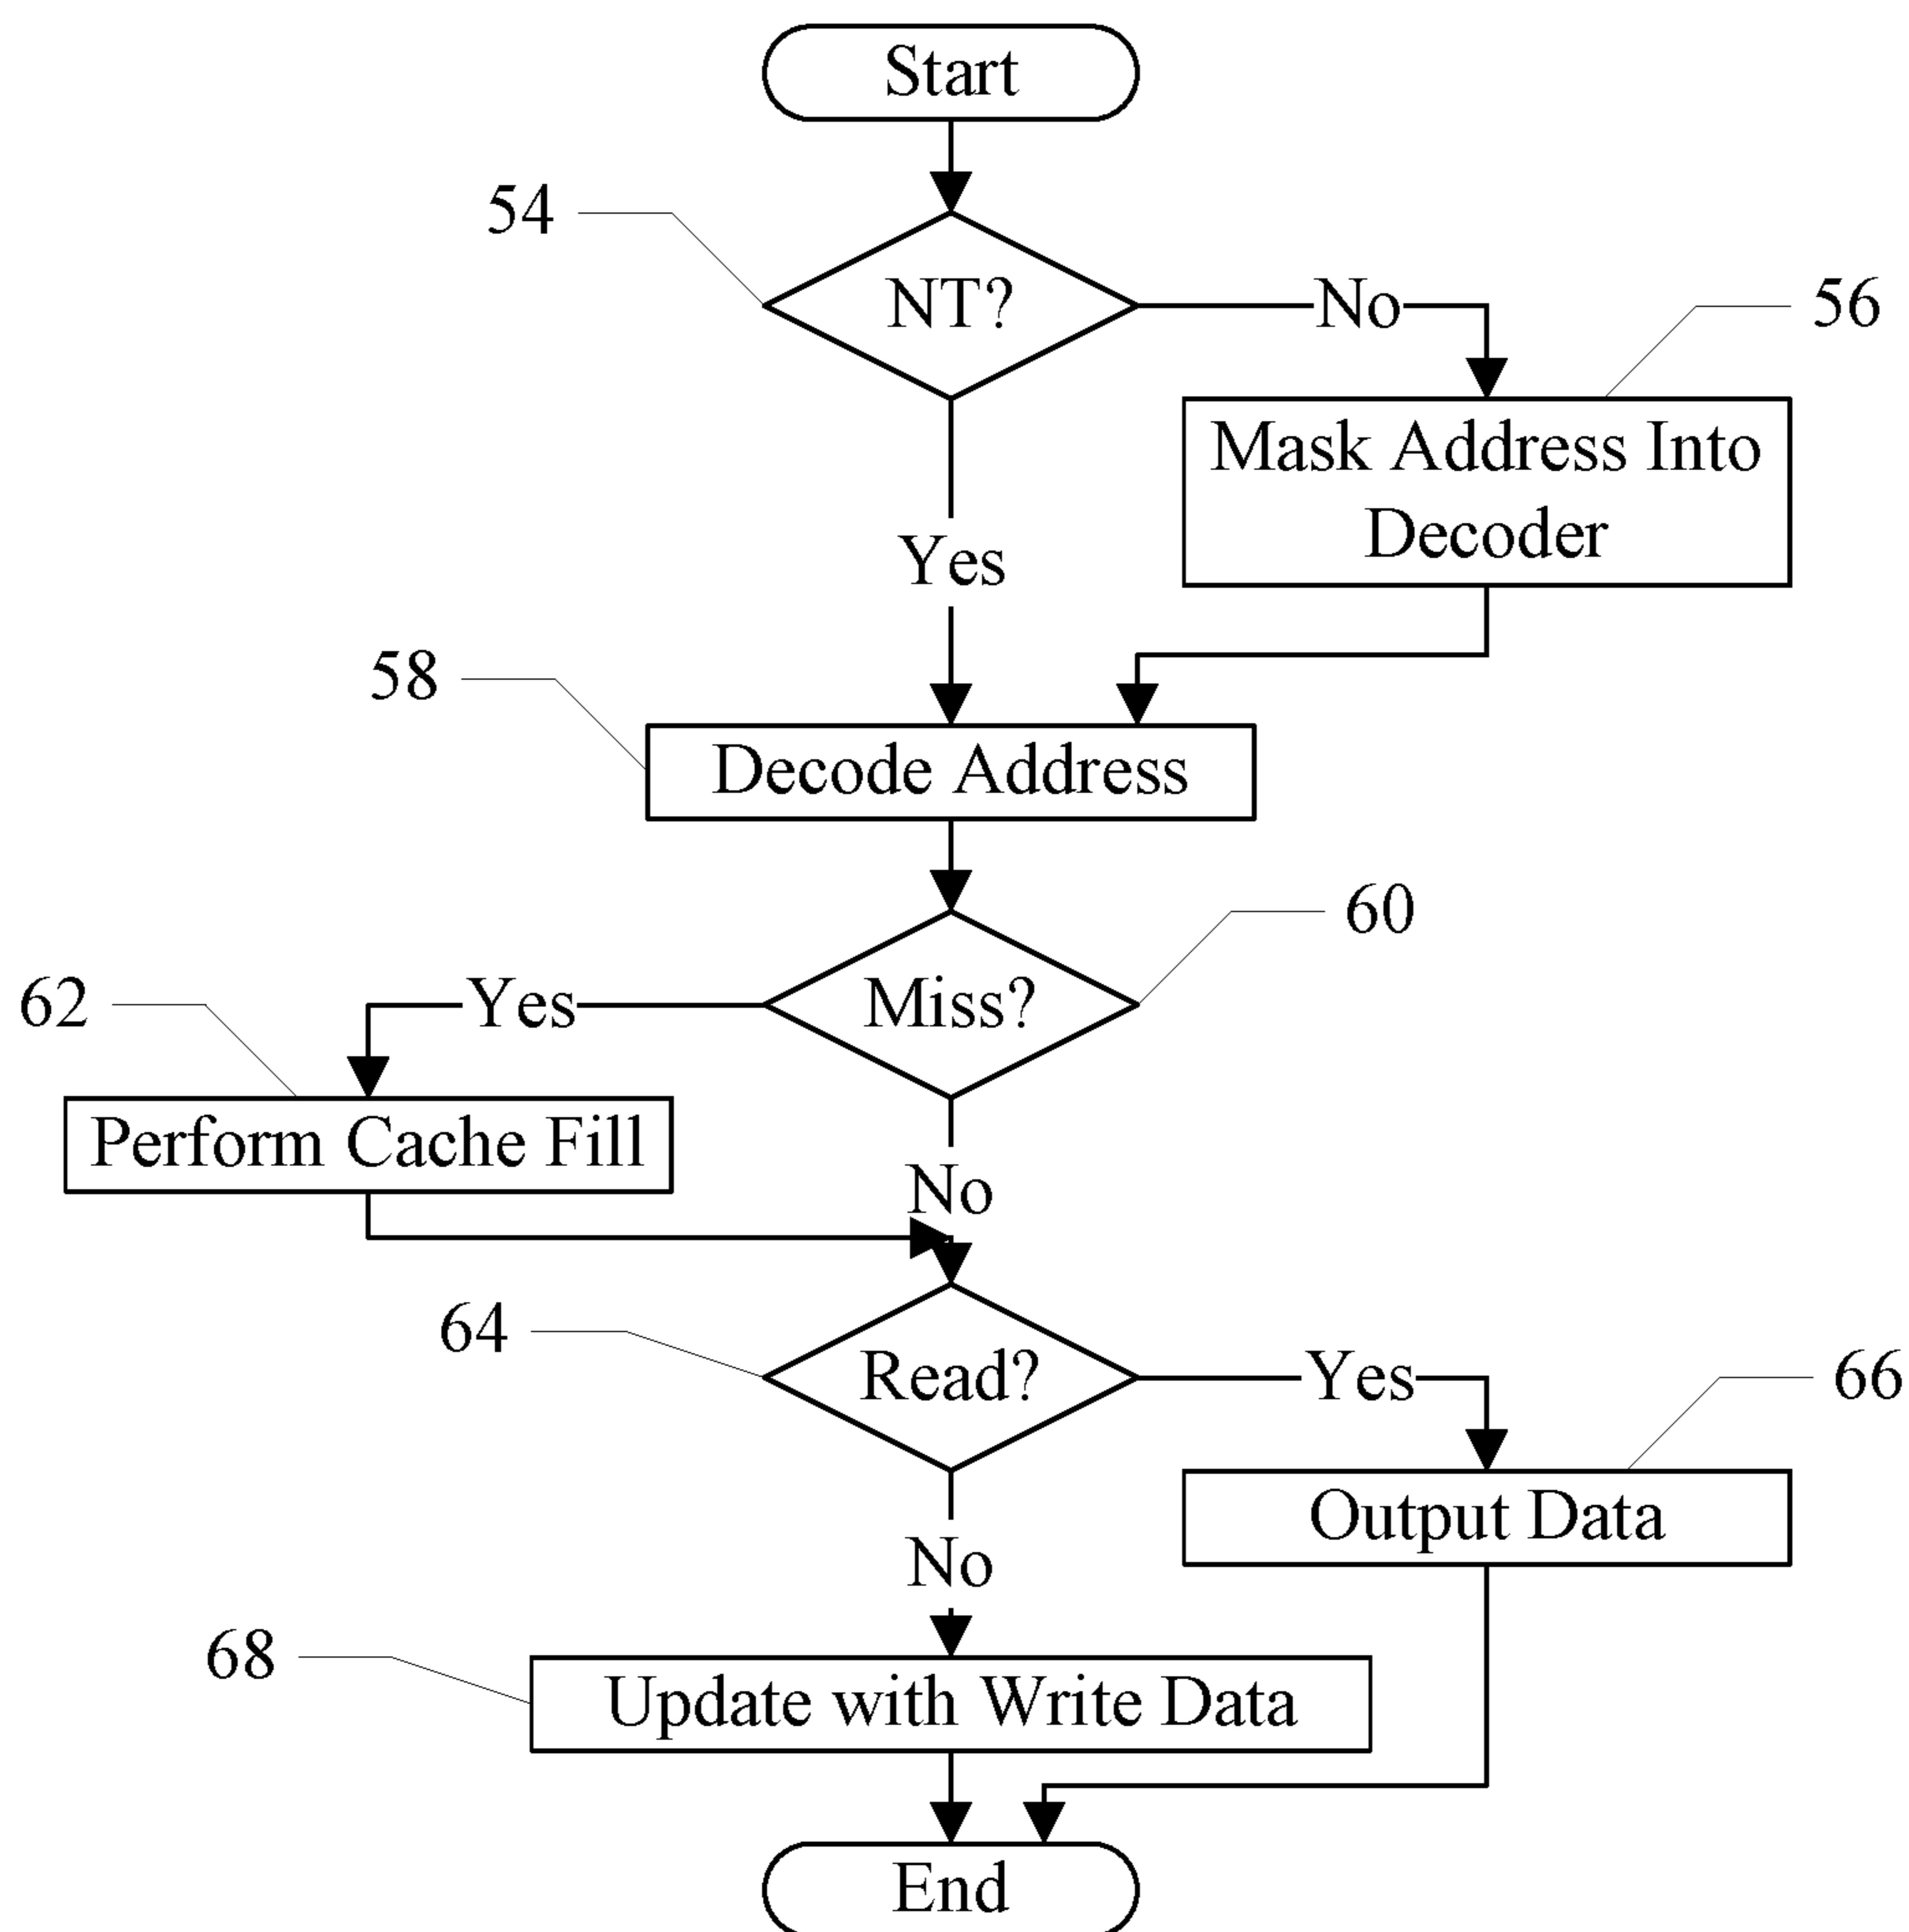 Start
54
NT?
No
56
Mask Address Into
Decoder
Yes
58
Decode Address
60
Miss?
Yes
62
Perform Cache Fill
No
64
Read?
Yes
66
Output Data
No
68
Update with Write Data
End